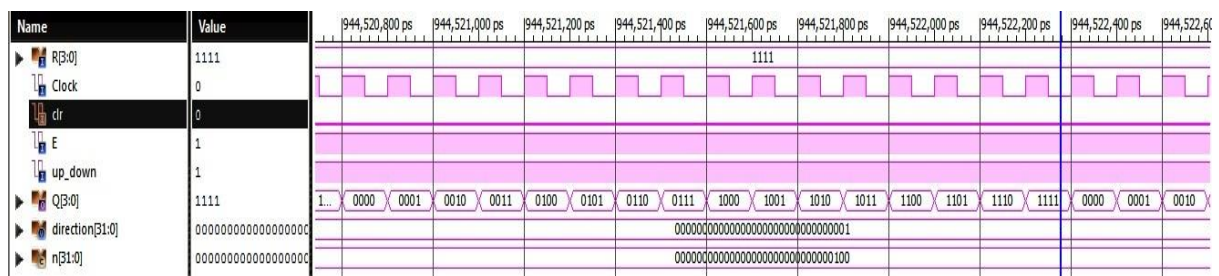 Name Value 944,520,800 ps 944,521,000 ps 944,521,200 ps 944,521,400 ps 944,521,600 ps 944,521,800 ps 944,522,000 ps 944,522,200 ps 944,522,400 ps 944,522,6
R[3:0] 1111 1111
Clock 0
clr 0
E 1
up_down 1
Q[3:0] 1111 1... 0000 0001 0010 0011 0100 0101 0110 0111 1000 1001 1010 1011 1100 1101 1110 1111 0000 0001 0010
direction[31:0]
n[31:0]